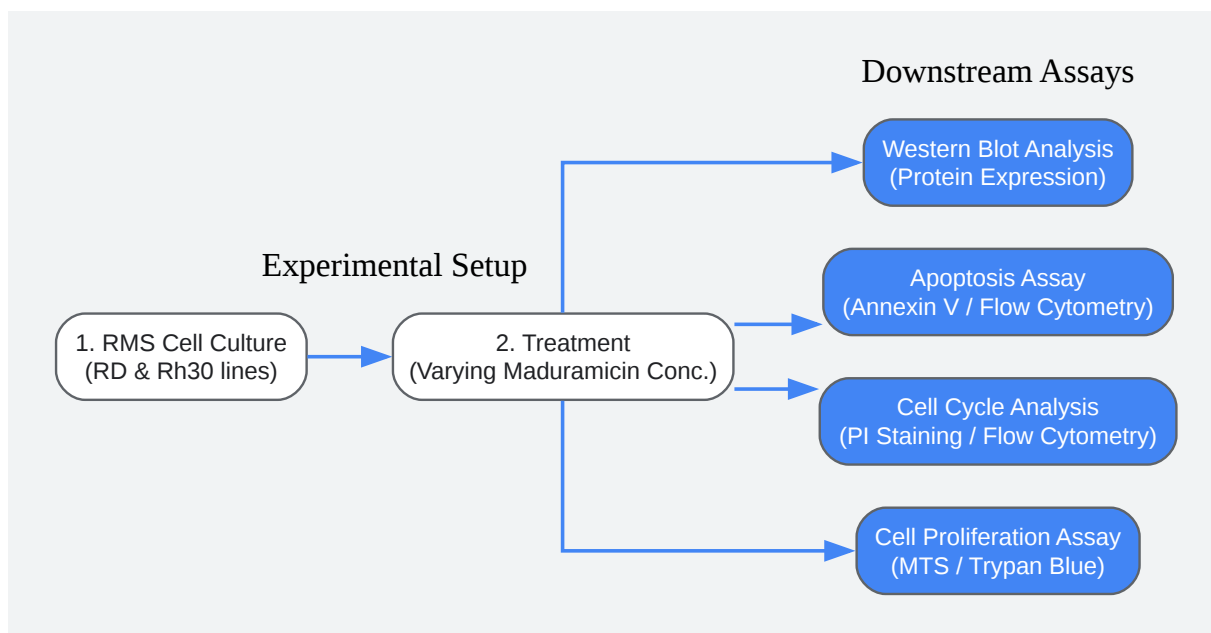 Downstream Assays
Western Blot Analysis
(Protein Expression)
Experimental Setup
Apoptosis Assay
(Annexin V / Flow Cytometry)
1. RMS Cell Culture
(RD & Rh30 lines)
2. Treatment
(Varying Maduramicin Conc.)
Cell Cycle Analysis
(PI Staining / Flow Cytometry)
Cell Proliferation Assay
(MTS / Trypan Blue)